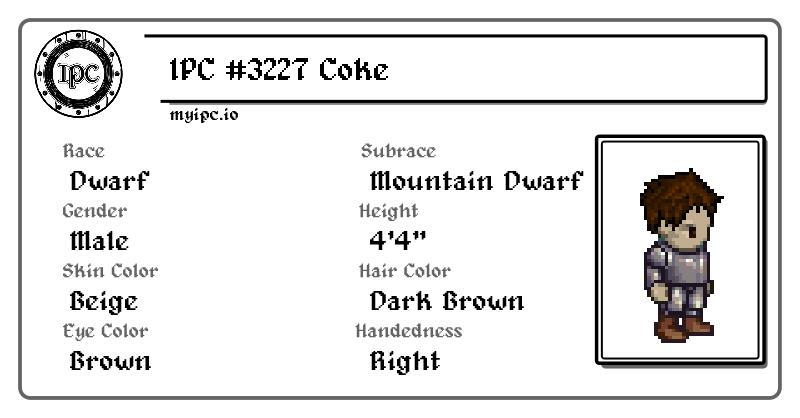 IPC
IPC #3227 Coke
myipc.io
Race
Dwarf
Subrace
Mountain Dwarf
Gender
Male
Height
4'4"
Skin Color
Beige
Hair Color
Dark Brown
Eye Color
Brown
Handedness
Right